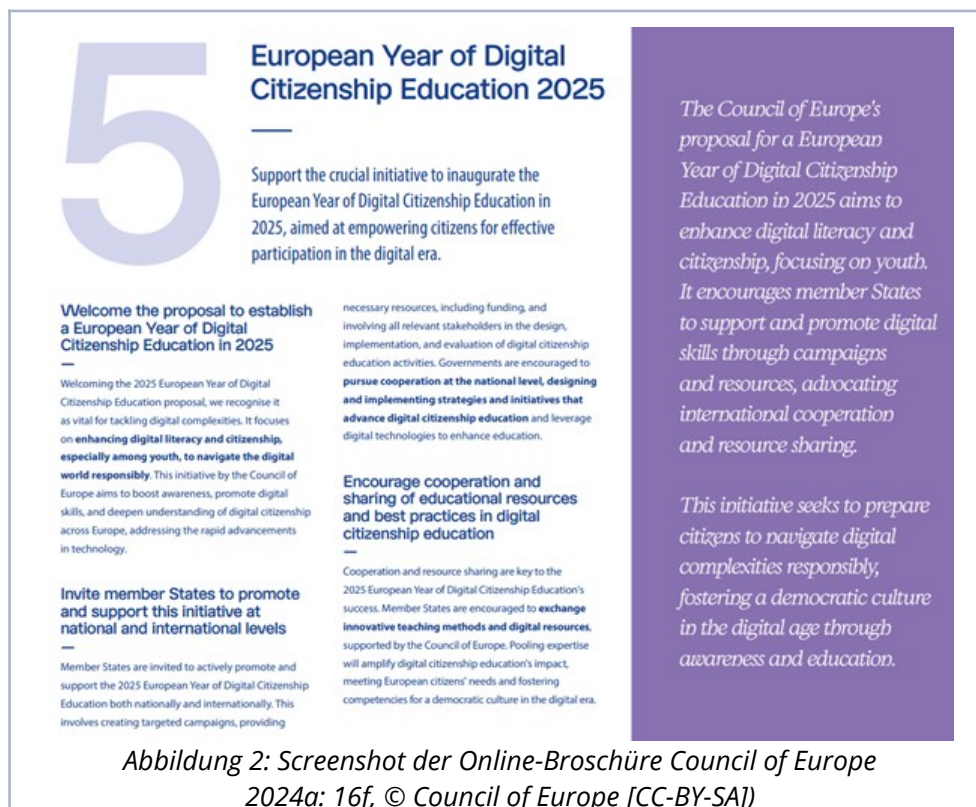 5
European Year of Digital
Citizenship Education 2025
Support the crucial initiative to inaugurate the
European Year of Digital Citizenship Education in
2025, aimed at empowering citizens for effective
participation in the digital era.
Welcome the proposal to establish
a European Year of Digital
Citizenship Education in 2025
Welcoming the 2025 European Year of Digital
Citizenship Education proposal, we recognise it
as vital for tackling digital complexities. It focuses
on enhancing digital literacy and citizenship,
especially among youth, to navigate the digital
world responsibly. This initiative by the Council of
Europe aims to boost awareness, promote digital
skills, and deepen understanding of digital citizenship
across Europe, addressing the rapid advancements
in technology.
Invite member States to promote
and support this initiative at
national and international levels
Member States are invited to actively promote and
support the 2025 European Year of Digital Citizenship
Education both nationally and internationally. This
involves creating targeted campaigns, providing
necessary resources, including funding, and
involving all relevant stakeholders in the design,
implementation, and evaluation of digital citizenship
education activities. Governments are encouraged to
pursue cooperation at the national level, designing
and implementing strategies and initiatives that
advance digital citizenship education and leverage
digital technologies to enhance education.
Encourage cooperation and
sharing of educational resources
and best practices in digital
citizenship education
Cooperation and resource sharing are key to the
2025 European Year of Digital Citizenship Education's
success. Member States are encouraged to exchange
innovative teaching methods and digital resources,
supported by the Council of Europe. Pooling expertise
will amplify digital citizenship education's impact,
meeting European citizens' needs and fostering
competencies for a democratic culture in the digital era.
The Council of Europe's
proposal for a European
Year of Digital Citizenship
Education in 2025 aims to
enhance digital literacy and
citizenship, focusing on youth.
It encourages member States
to support and promote digital
skills through campaigns
and resources, advocating
international cooperation
and resource sharing.
This initiative seeks to prepare
citizens to navigate digital
complexities responsibly,
fostering a democratic culture
in the digital age through
awareness and education.
Abbildung 2: Screenshot der Online-Broschüre Council of Europe
2024a: 16f, © Council of Europe [CC-BY-SA])